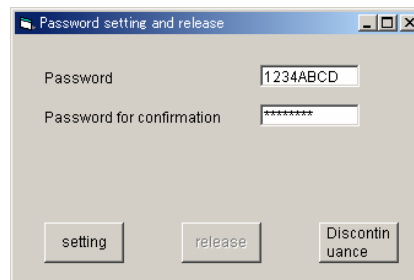 Password setting and release
Password 1234ABCD
Password for confirmation ********
setting release Discontin
uance